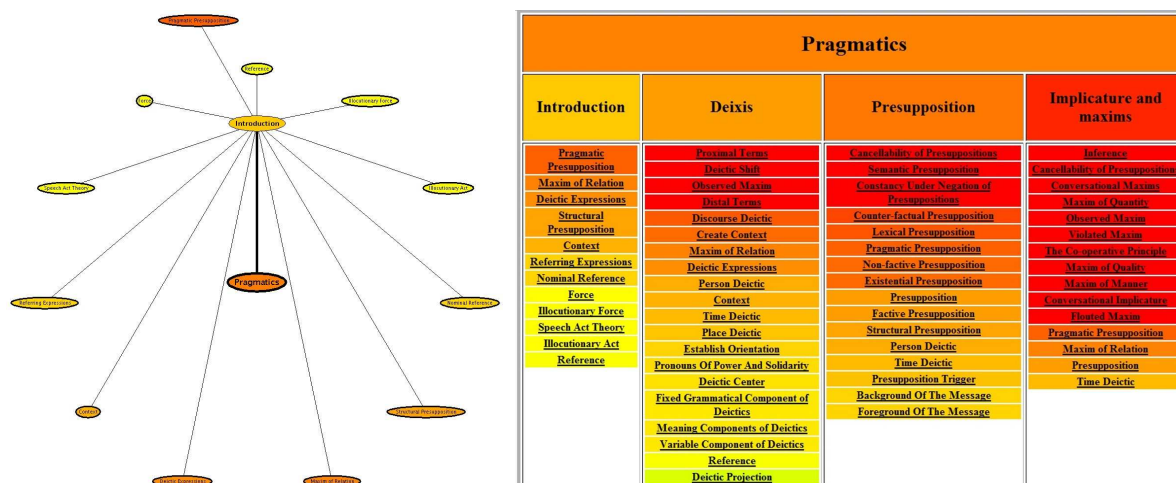 Pragmatic Presupposition
Reference
Force
Illocutionary Force
Introduction
Speech Act Theory
Illocutionary Act
Pragmatics
Referring Expressions
Nominal Reference
Context
Structural Presupposition
Deictic Expressions
Maxim of Relation
Pragmatics
Introduction
Pragmatic
Presupposition
Maxim of Relation
Deictic Expressions
Structural
Presupposition
Context
Referring Expressions
Nominal Reference
Force
Illocutionary Force
Speech Act Theory
Illocutionary Act
Reference
Deixis
Proximal Terms
Deictic Shift
Observed Maxim
Distal Terms
Discourse Deictic
Create Context
Maxim of Relation
Deictic Expressions
Person Deictic
Context
Time Deictic
Place Deictic
Establish Orientation
Pronouns Of Power And Solidarity
Deictic Center
Fixed Grammatical Component of
Deictics
Meaning Components of Deictics
Variable Component of Deictics
Reference
Deictic Projection
Presupposition
Cancellability of Presuppositions
Semantic Presupposition
Constancy Under Negation of
Presuppositions
Counter-factual Presupposition
Lexical Presupposition
Pragmatic Presupposition
Non-factive Presupposition
Existential Presupposition
Presupposition
Factive Presupposition
Structural Presupposition
Person Deictic
Time Deictic
Presupposition Trigger
Background Of The Message
Foreground Of The Message
Implicature and
maxims
Inference
Cancellability of Presuppositions
Conversational Maxims
Maxim of Quantity
Observed Maxim
Violated Maxim
The Co-operative Principle
Maxim of Quality
Maxim of Manner
Conversational Implicature
Flouted Maxim
Pragmatic Presupposition
Maxim of Relation
Presupposition
Time Deictic